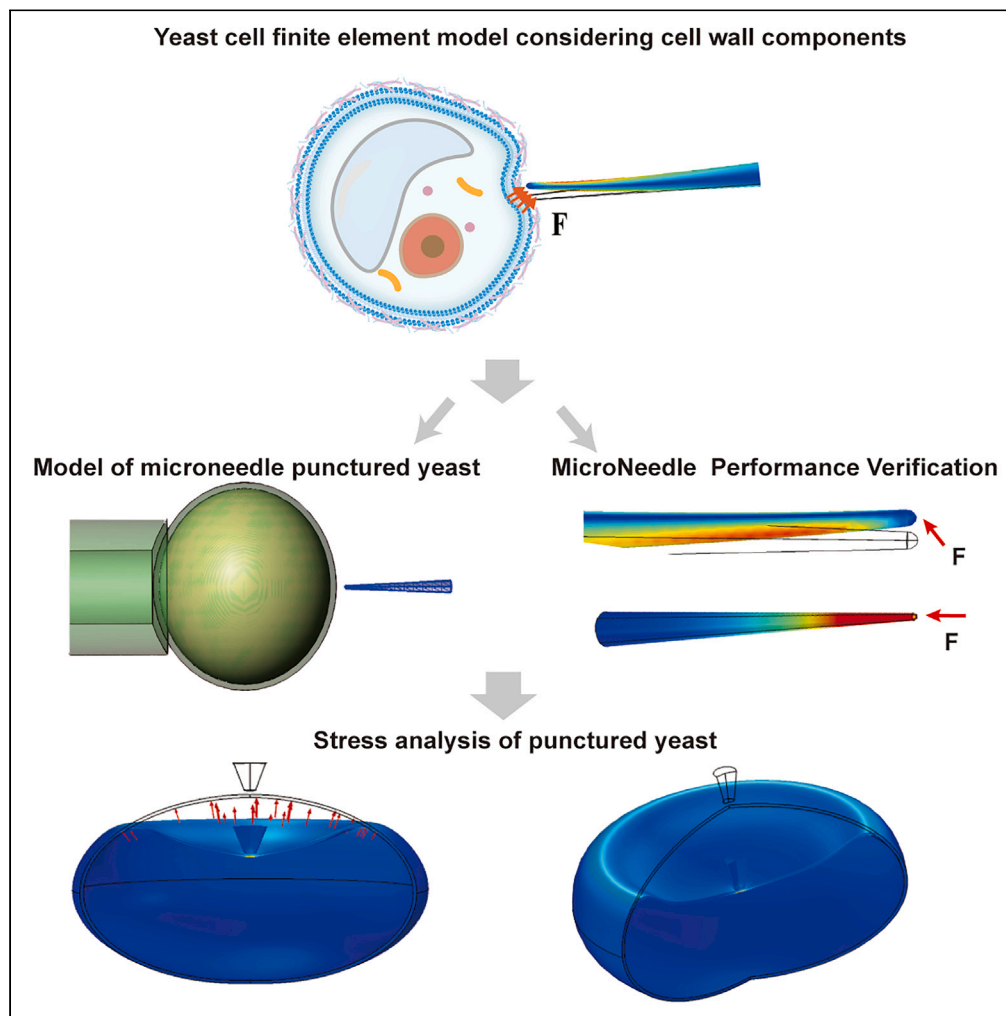 Yeast cell finite element model considering cell wall components
F
Model of microneedle punctured yeast
MicroNeedle Performance Verification
F
F
Stress analysis of punctured yeast